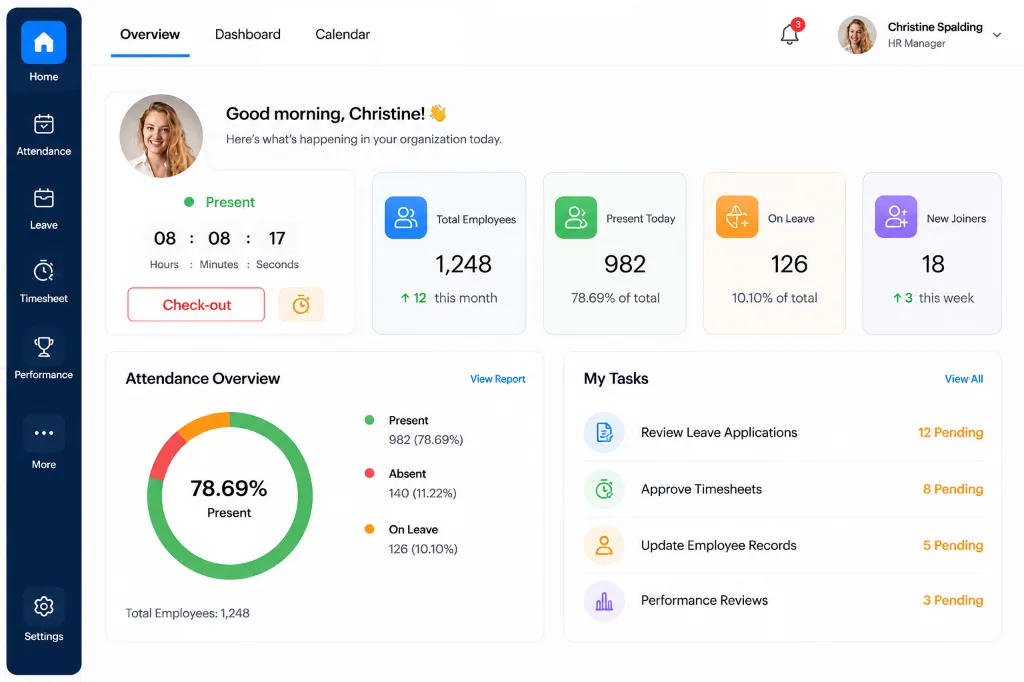 Home
Attendance
Leave
Timesheet
Performance
More
Settings
Overview Dashboard Calendar
3
Christine Spalding
HR Manager
Good morning, Christine! 👋
Here's what's happening in your organization today.
Present
08 : 08 : 17
Hours : Minutes : Seconds
Check-out
Total Employees
1,248
↑ 12 this month
Present Today
982
78.69% of total
On Leave
126
10.10% of total
New Joiners
18
↑ 3 this week
Attendance Overview View Report
78.69%
Present
Present
982 (78.69%)
Absent
140 (11.22%)
On Leave
126 (10.10%)
Total Employees: 1,248
My Tasks View All
Review Leave Applications 12 Pending
Approve Timesheets 8 Pending
Update Employee Records 5 Pending
Performance Reviews 3 Pending